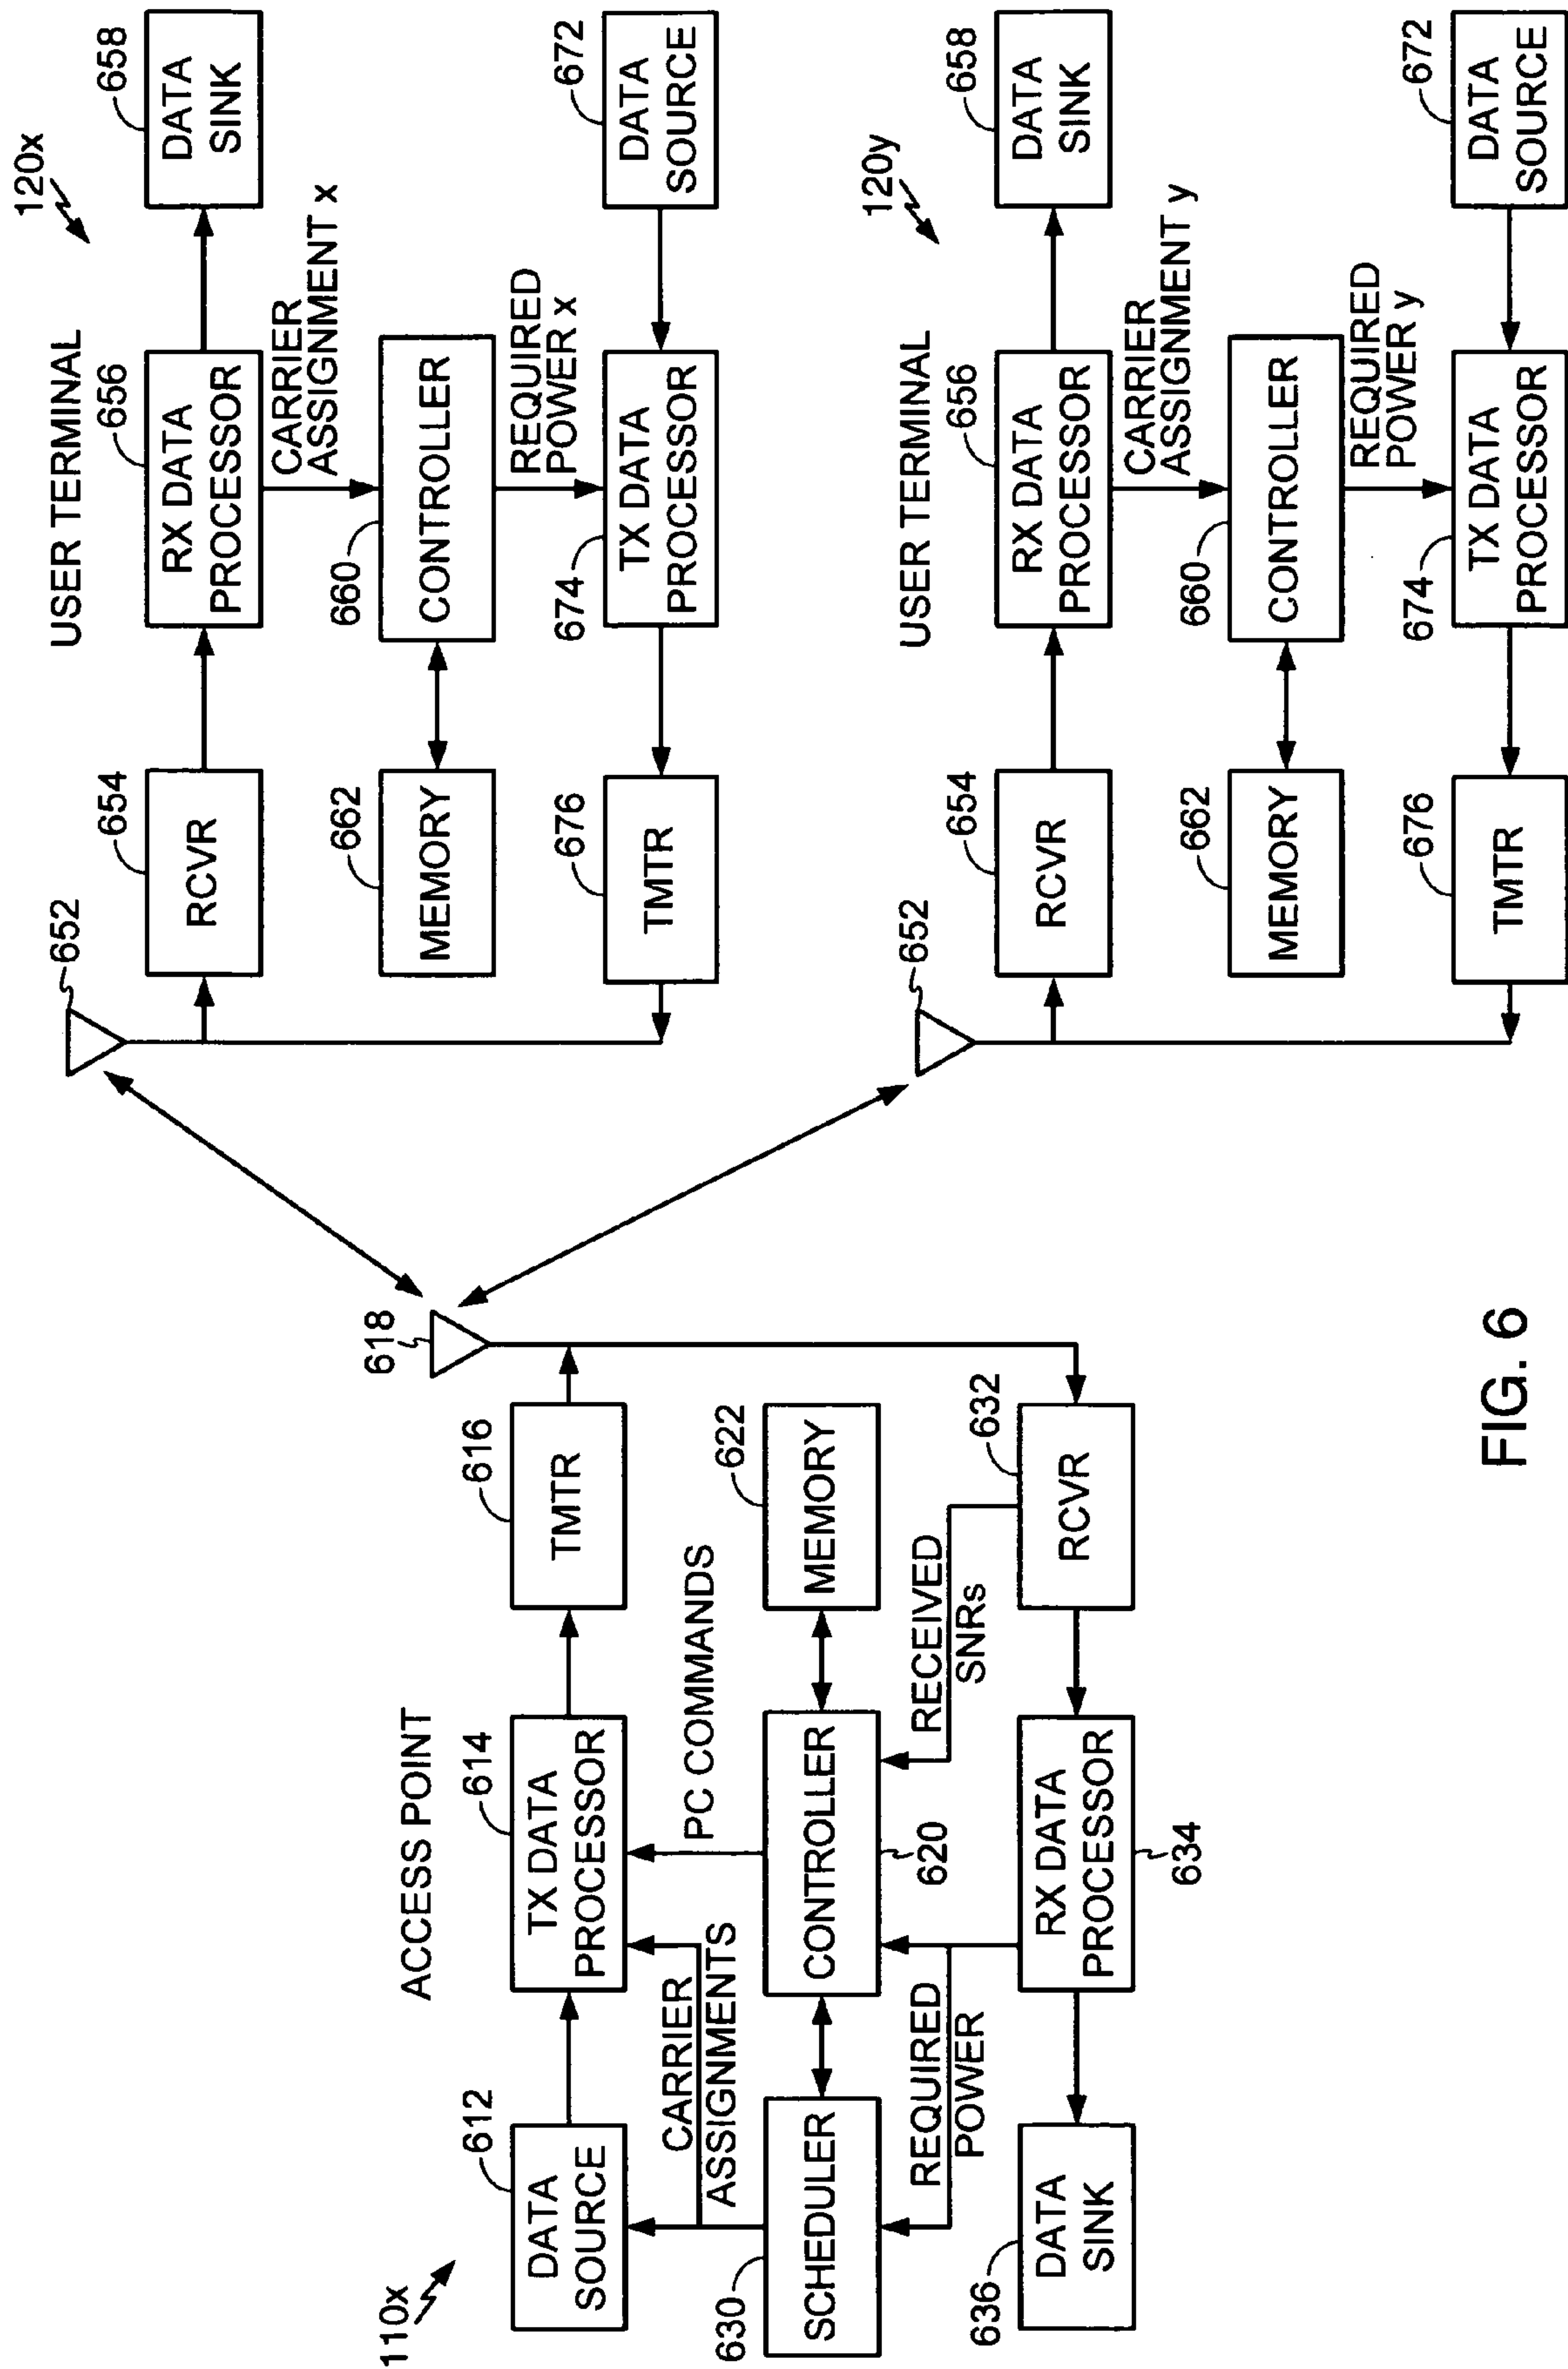 110x
ACCESS POINT
612
DATA
SOURCE
614
TX DATA
PROCESSOR
616
TMTR
618
CARRIER
ASSIGNMENTS
PC COMMANDS
630
SCHEDULER
CONTROLLER
620
622
MEMORY
REQUIRED
POWER
RECEIVED
SNRs
636
DATA
SINK
RX DATA
PROCESSOR
634
632
RCVR
120x
USER TERMINAL
652
654
RCVR
656
RX DATA
PROCESSOR
658
DATA
SINK
CARRIER
ASSIGNMENT x
662
MEMORY
660
CONTROLLER
REQUIRED
POWER x
676
TMTR
674
TX DATA
PROCESSOR
672
DATA
SOURCE
120y
USER TERMINAL
652
654
RCVR
656
RX DATA
PROCESSOR
658
DATA
SINK
CARRIER
ASSIGNMENT y
662
MEMORY
660
CONTROLLER
REQUIRED
POWER y
676
TMTR
674
TX DATA
PROCESSOR
672
DATA
SOURCE
FIG. 6